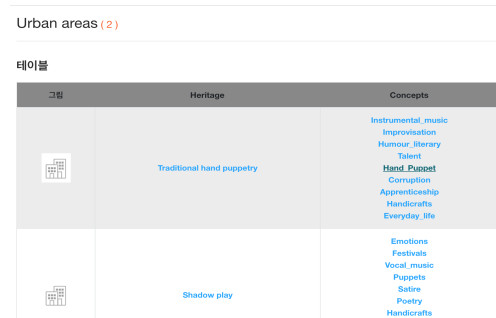 Urban areas ( 2 )
테이블
그림 Heritage Concepts
Instrumental_music
Improvisation
Humour_literary
Talent
Traditional hand puppetry
Hand_Puppet
Corruption
Apprenticeship
Handicrafts
Everyday_life
Emotions
Festivals
Vocal_music
Puppets
Shadow play
Satire
Poetry
Handicrafts